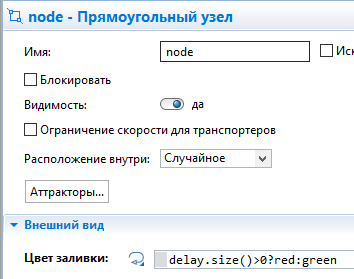 node - Прямоугольный узел
Имя: node Иск
Блокировать
Видимость: да
Ограничение скорости для транспортеров
Расположение внутри: Случайное
Аттракторы...
Внешний вид
Цвет заливки: delay.size()>0?red:green